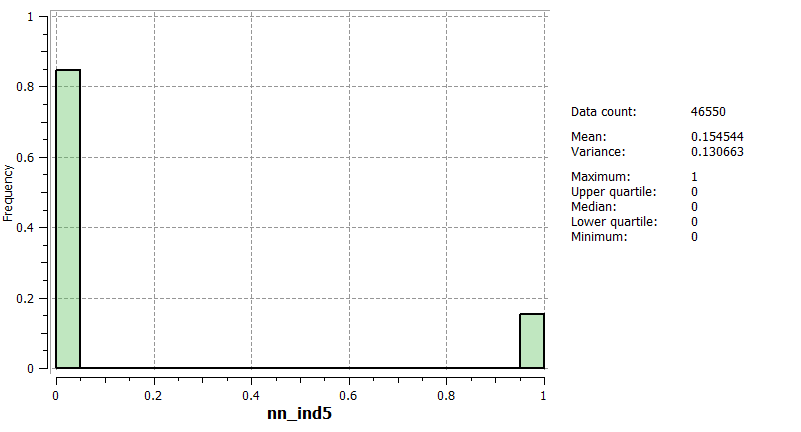 1
0.8
0.6
0.4
0.2
0
Frequency
0 0.2 0.4 0.6 0.8 1
nn_ind5
Data count: 46550
Mean: 0.154544
Variance: 0.130663
Maximum: 1
Upper quartile: 0
Median: 0
Lower quartile: 0
Minimum: 0